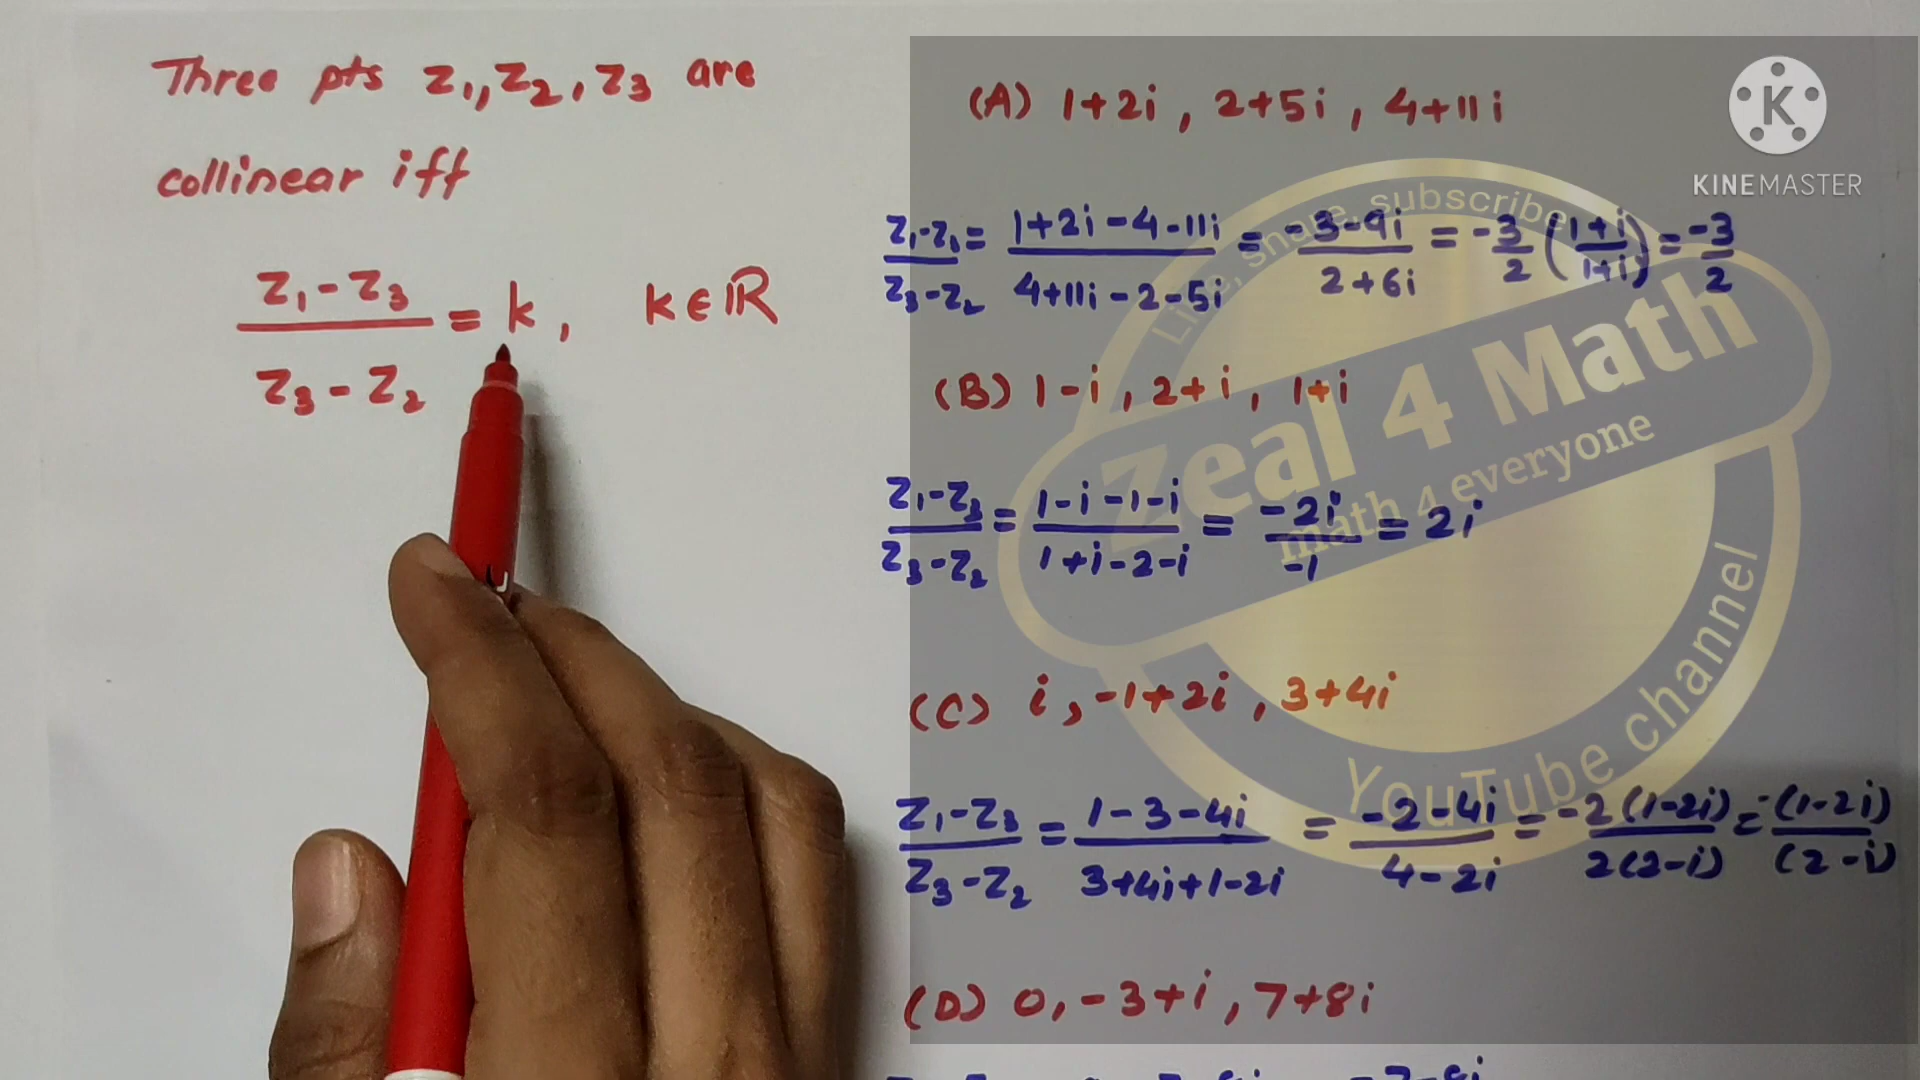 Three pts z₁, z₂, z₃ are
collinear iff
z₁ - z₃ / z₃ - z₂ = k, k ∈ ℝ
(A) 1+2i, 2+5i, 4+11i
z₁-z₁ / z₃-z₂ = 1+2i-4-11i / 4+11i-2-5i = -3-9i / 2+6i = -3/2 (1+i / 1+i) = -3/2
(B) 1-i, 2+i, 1+i
z₁-z₃ / z₃-z₂ = 1-i-1-i / 1+i-2-i = -2i / -1 = 2i
(C) i, -1+2i, 3+4i
z₁-z₃ / z₃-z₂ = 1-3-4i / 3+4i+1-2i = -2-4i / 4-2i = -2(1-2i) / 2(2-i) = -(1-2i) / (2-i)
(D) 0, -3+i, 7+8i
KINEMASTER
Like, share, subscribe
Zeal 4 Math
math 4 everyone
YouTube channel